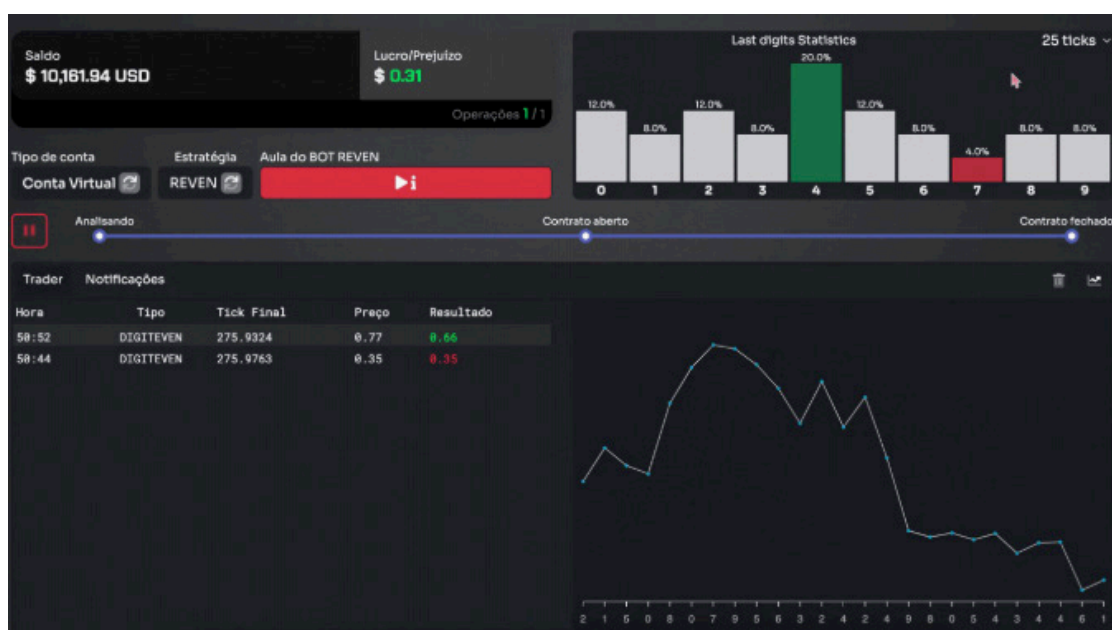 Saldo
$ 10,161.94 USD
Lucro/Prejuízo
$ 0.31
Operações 1 / 1
Last digits Statistics
25 ticks
12.0% 8.0% 12.0% 8.0% 20.0% 12.0% 8.0% 4.0% 8.0% 8.0%
0 1 2 3 4 5 6 7 8 9
Tipo de conta
Estratégia
Aula do BOT REVEN
Conta Virtual
REVEN
Analisando
Contrato aberto
Contrato fechado
Trader Notificações
Hora Tipo Tick Final Preço Resultado
50:52 DIGITEVEN 275.9324 0.77 0.66
50:44 DIGITEVEN 275.9763 0.35 0.35
2 1 5 0 8 0 7 9 5 6 3 2 4 2 4 9 8 0 5 4 3 4 4 6 1